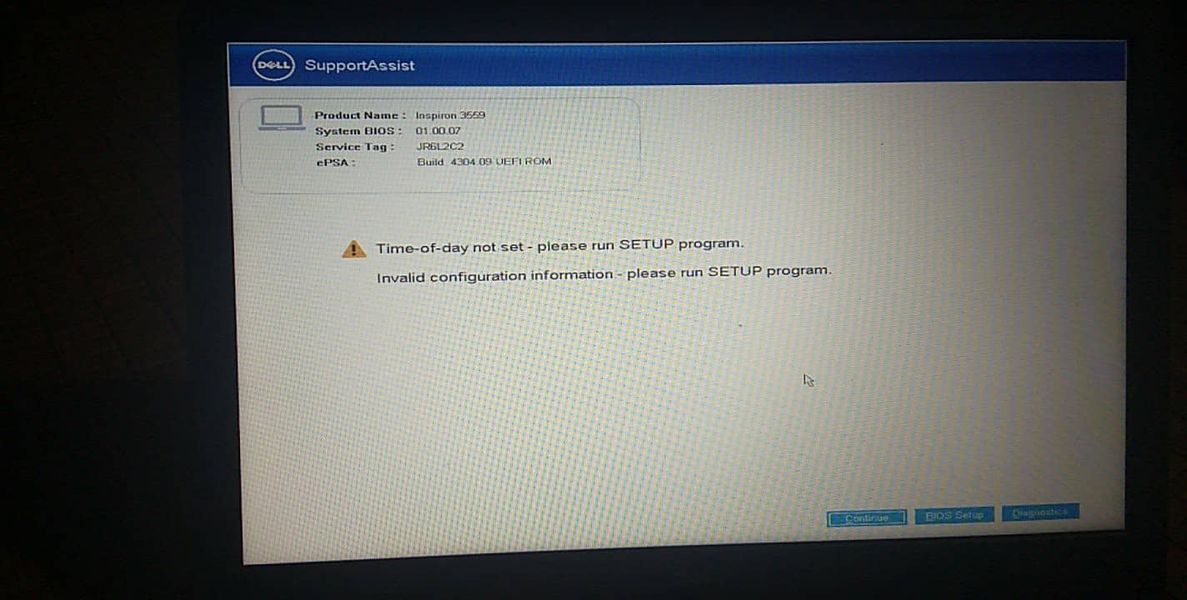 DELL SupportAssist
Product Name : Inspiron 3559
System BIOS : 01.00.07
Service Tag : JR6L2C2
ePSA : Build 4304.09 UEFI ROM
Time-of-day not set - please run SETUP program.
Invalid configuration information - please run SETUP program.
Continue BIOS Setup Diagnostics